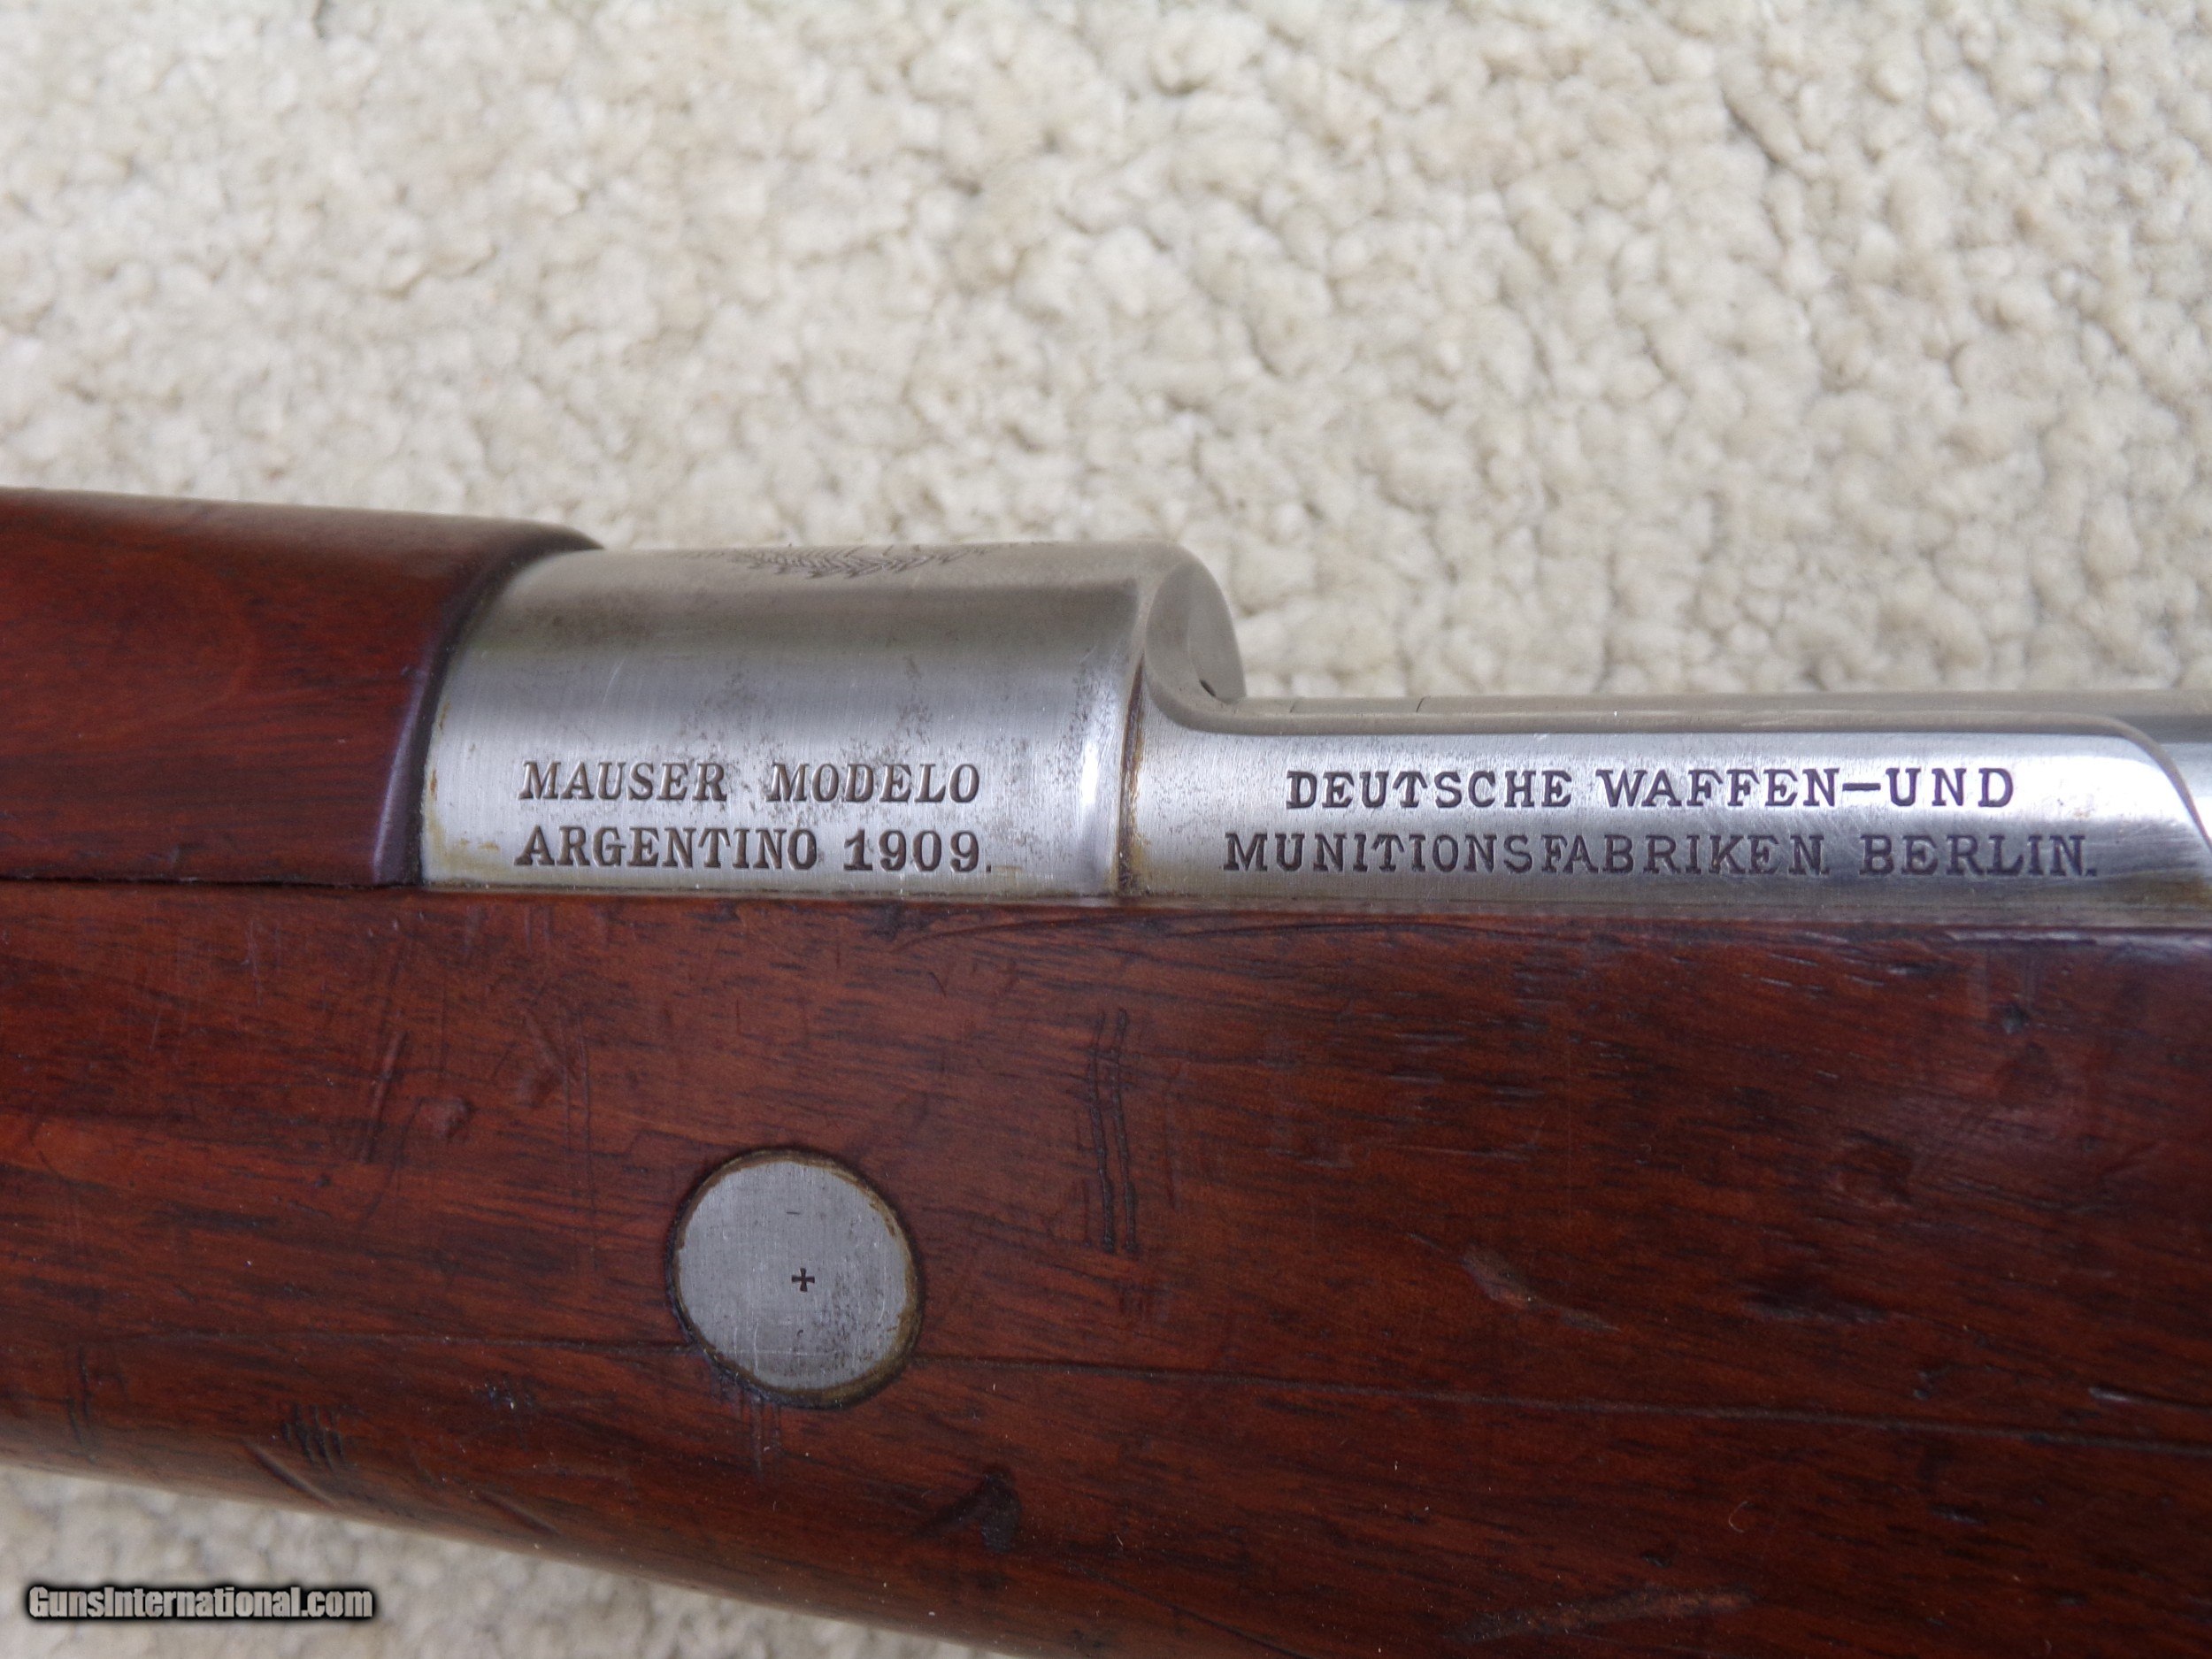 MAUSER MODELO
ARGENTINO 1909.
DEUTSCHE WAFFEN-UND
MUNITIONSFABRIKEN. BERLIN.
GunsInternational.com